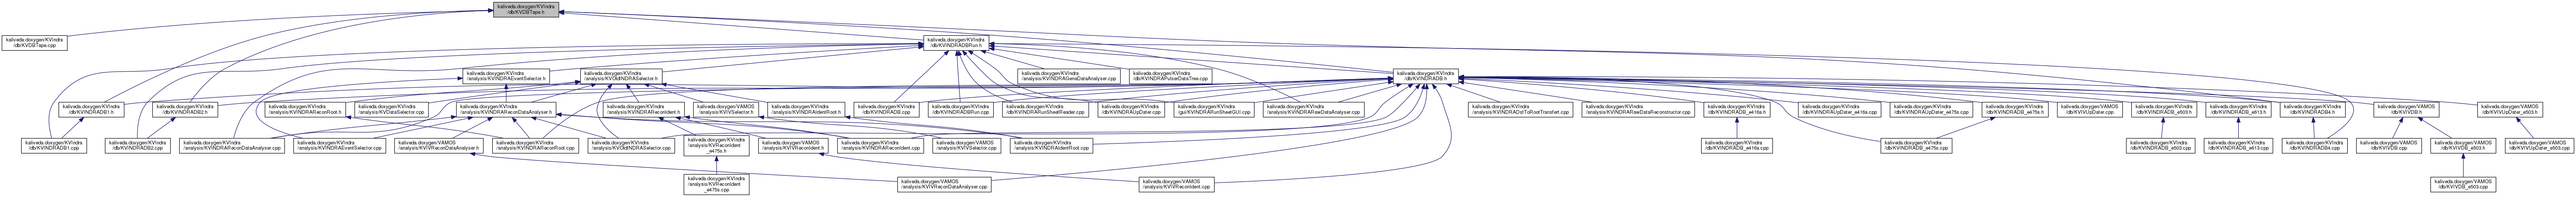 kaliveda.doxygen/KVIndra
/db/KVDBTape.h
kaliveda.doxygen/KVIndra
/db/KVDBTape.cpp
kaliveda.doxygen/KVIndra
/db/KVINDRADBRun.h
kaliveda.doxygen/KVIndra
/analysis/KVINDRAEventSelector.h
kaliveda.doxygen/KVIndra
/analysis/KVOldINDRASelector.h
kaliveda.doxygen/KVIndra
/analysis/KVINDRAGeneDataAnalyser.cpp
kaliveda.doxygen/KVIndra
/db/KVINDRAPulserDataTree.cpp
kaliveda.doxygen/KVIndra
/db/KVINDRADB.h
kaliveda.doxygen/KVIndra
/db/KVINDRADB1.h
kaliveda.doxygen/KVIndra
/db/KVINDRADB2.h
kaliveda.doxygen/KVIndra
/analysis/KVINDRAReconRoot.h
kaliveda.doxygen/KVIndra
/analysis/KVDataSelector.cpp
kaliveda.doxygen/KVIndra
/analysis/KVINDRAReconDataAnalyser.h
kaliveda.doxygen/KVIndra
/analysis/KVINDRAReconIdent.h
kaliveda.doxygen/VAMOS
/analysis/KVIVSelector.h
kaliveda.doxygen/KVIndra
/analysis/KVINDRAIdentRoot.h
kaliveda.doxygen/KVIndra
/db/KVINDRADB.cpp
kaliveda.doxygen/KVIndra
/db/KVINDRADBRun.cpp
kaliveda.doxygen/KVIndra
/db/KVINDRARunSheetReader.cpp
kaliveda.doxygen/KVIndra
/db/KVINDRAUpDater.cpp
kaliveda.doxygen/KVIndra
/gui/KVINDRARunSheetGUI.cpp
kaliveda.doxygen/KVIndra
/analysis/KVINDRARawDataAnalyser.cpp
kaliveda.doxygen/KVIndra
/analysis/KVINDRADstToRootTransfert.cpp
kaliveda.doxygen/KVIndra
/analysis/KVINDRARawDataReconstructor.cpp
kaliveda.doxygen/KVIndra
/db/KVINDRADB_e416a.h
kaliveda.doxygen/KVIndra
/db/KVINDRAUpDater_e416a.cpp
kaliveda.doxygen/KVIndra
/db/KVINDRAUpDater_e475s.cpp
kaliveda.doxygen/KVIndra
/db/KVINDRADB_e475s.h
kaliveda.doxygen/VAMOS
/db/KVIVUpDater.cpp
kaliveda.doxygen/KVIndra
/db/KVINDRADB_e503.h
kaliveda.doxygen/KVIndra
/db/KVINDRADB_e613.h
kaliveda.doxygen/KVIndra
/db/KVINDRADB4.h
kaliveda.doxygen/VAMOS
/db/KVIVDB.h
kaliveda.doxygen/VAMOS
/db/KVIVUpDater_e503.h
kaliveda.doxygen/KVIndra
/db/KVINDRADB1.cpp
kaliveda.doxygen/KVIndra
/db/KVINDRADB2.cpp
kaliveda.doxygen/KVIndra
/analysis/KVINDRAReconDataAnalyser.cpp
kaliveda.doxygen/KVIndra
/analysis/KVINDRAEventSelector.cpp
kaliveda.doxygen/VAMOS
/analysis/KVIVReconDataAnalyser.h
kaliveda.doxygen/KVIndra
/analysis/KVINDRAReconRoot.cpp
kaliveda.doxygen/KVIndra
/analysis/KVOldINDRASelector.cpp
kaliveda.doxygen/KVIndra
/analysis/KVReconIdent
_e475s.h
kaliveda.doxygen/VAMOS
/analysis/KVIVReconIdent.h
kaliveda.doxygen/KVIndra
/analysis/KVINDRAReconIdent.cpp
kaliveda.doxygen/VAMOS
/analysis/KVIVSelector.cpp
kaliveda.doxygen/KVIndra
/analysis/KVINDRAIdentRoot.cpp
kaliveda.doxygen/KVIndra
/db/KVINDRADB_e416a.cpp
kaliveda.doxygen/KVIndra
/db/KVINDRADB_e475s.cpp
kaliveda.doxygen/KVIndra
/db/KVINDRADB_e503.cpp
kaliveda.doxygen/KVIndra
/db/KVINDRADB_e613.cpp
kaliveda.doxygen/KVIndra
/db/KVINDRADB4.cpp
kaliveda.doxygen/VAMOS
/db/KVIVDB.cpp
kaliveda.doxygen/VAMOS
/db/KVIVDB_e503.h
kaliveda.doxygen/VAMOS
/db/KVIVUpDater_e503.cpp
kaliveda.doxygen/KVIndra
/analysis/KVReconIdent
_e475s.cpp
kaliveda.doxygen/VAMOS
/analysis/KVIVReconDataAnalyser.cpp
kaliveda.doxygen/VAMOS
/analysis/KVIVReconIdent.cpp
kaliveda.doxygen/VAMOS
/db/KVIVDB_e503.cpp